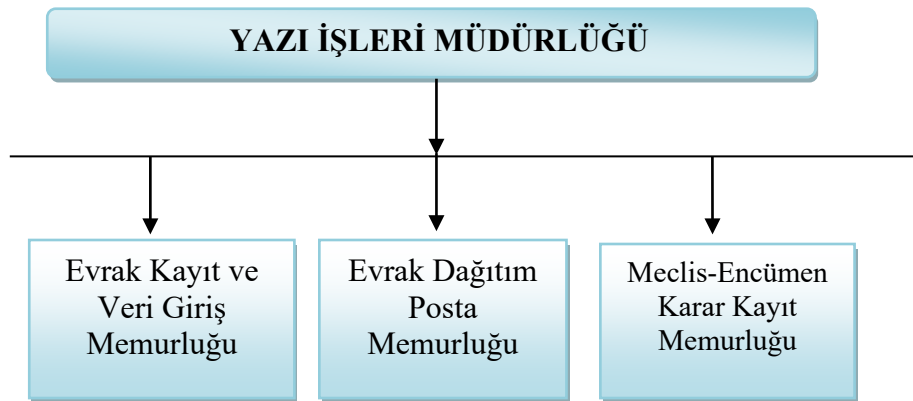 YAZI İŞLERİ MÜDÜRLÜĞÜ
Evrak Kayıt ve
Veri Giriş
Memurluğu
Evrak Dağıtım
Posta
Memurluğu
Meclis-Encümen
Karar Kayıt
Memurluğu